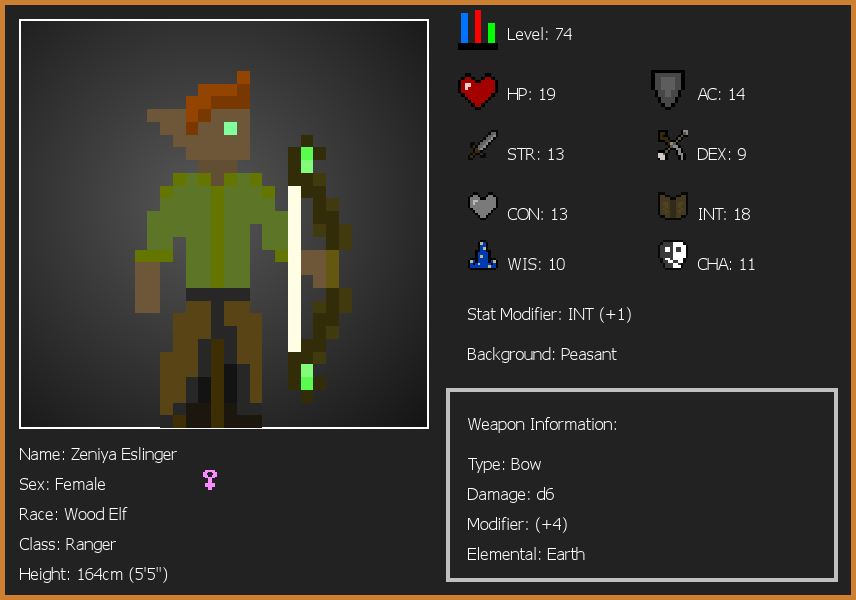 Level: 74
HP: 19
AC: 14
STR: 13
DEX: 9
CON: 13
INT: 18
WIS: 10
CHA: 11
Stat Modifier: INT (+1)
Background: Peasant
Weapon Information:
Type: Bow
Damage: d6
Modifier: (+4)
Elemental: Earth
Name: Zeniya Eslinger
Sex: Female
Race: Wood Elf
Class: Ranger
Height: 164cm (5'5")